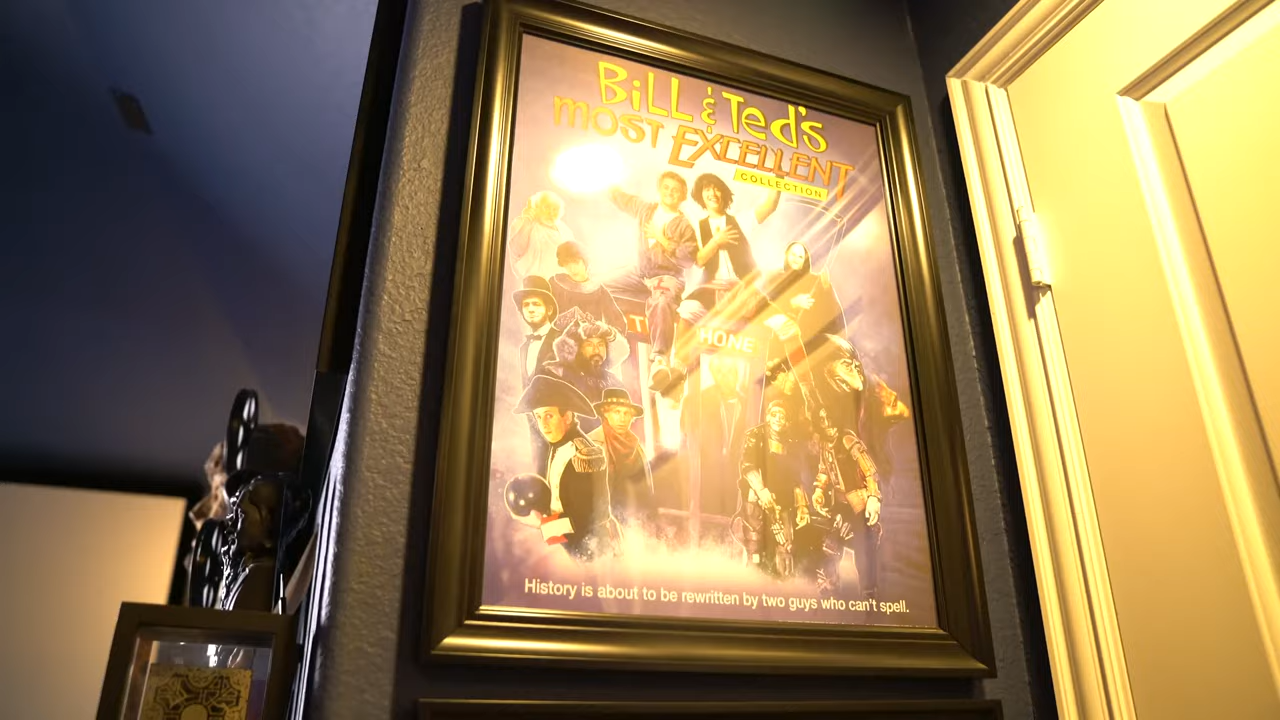 BiLL & Ted's
MOST EXCELLENT
COLLECTION
HONE
History is about to be rewritten by two guys who can't spell.